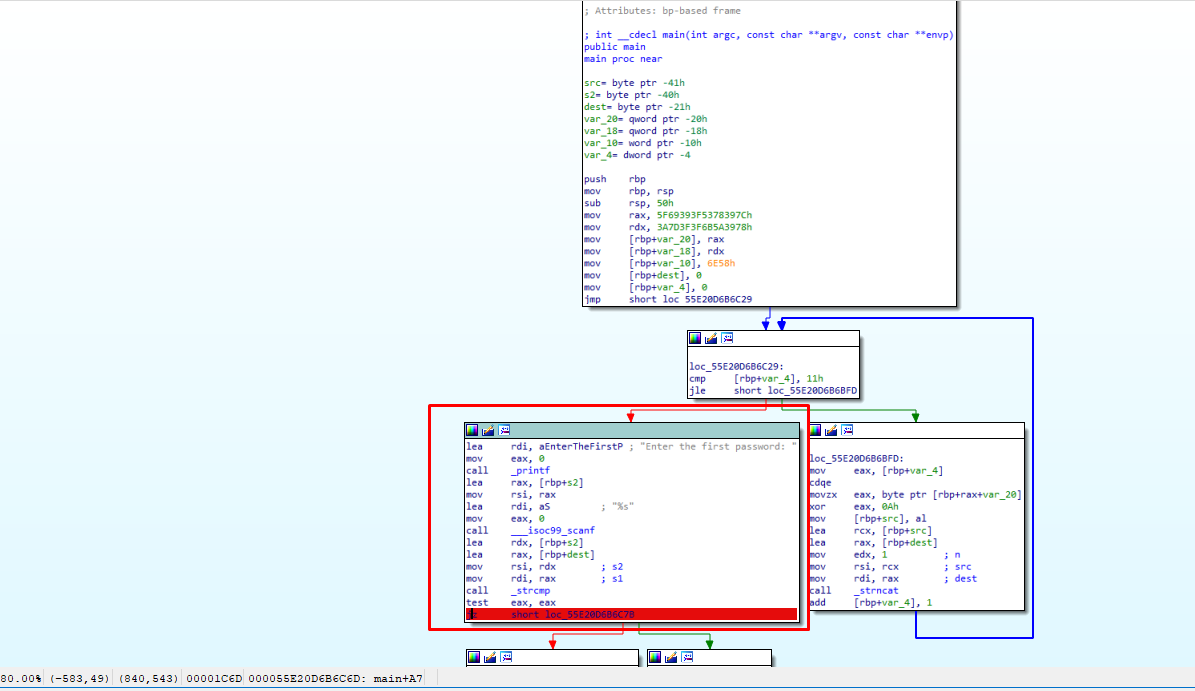 ; Attributes: bp-based frame
; int __cdecl main(int argc, const char **argv, const char **envp)
public main
main proc near
src= byte ptr -41h
s2= byte ptr -40h
dest= byte ptr -21h
var_20= qword ptr -20h
var_18= qword ptr -18h
var_10= word ptr -10h
var_4= dword ptr -4
push rbp
mov rbp, rsp
sub rsp, 50h
mov rax, 5F69393F5378397Ch
mov rdx, 3A7D3F3F6B5A3978h
mov [rbp+var_20], rax
mov [rbp+var_18], rdx
mov [rbp+var_10], 6E58h
mov [rbp+dest], 0
mov [rbp+var_4], 0
jmp short loc_55E20D6B6C29
loc_55E20D6B6C29:
cmp [rbp+var_4], 11h
jle short loc_55E20D6B6BFD
lea rdi, aEnterTheFirstP ; "Enter the first password: "
mov eax, 0
call _printf
lea rax, [rbp+s2]
mov rsi, rax
lea rdi, aS ; "%s"
mov eax, 0
call ___isoc99_scanf
lea rdx, [rbp+s2]
lea rax, [rbp+dest]
mov rsi, rdx ; s2
mov rdi, rax ; s1
call _strcmp
test eax, eax
short loc_55E20D6B6C7B
loc_55E20D6B6BFD:
mov eax, [rbp+var_4]
cdqe
movzx eax, byte ptr [rbp+rax+var_20]
xor eax, 0Ah
mov [rbp+src], al
lea rcx, [rbp+src]
lea rax, [rbp+dest]
mov edx, 1 ; n
mov rsi, rcx ; src
mov rdi, rax ; dest
call _strncat
add [rbp+var_4], 1
80.00% (-583,49) (840,543) 00001C6D 000055E20D6B6C6D: main+A7